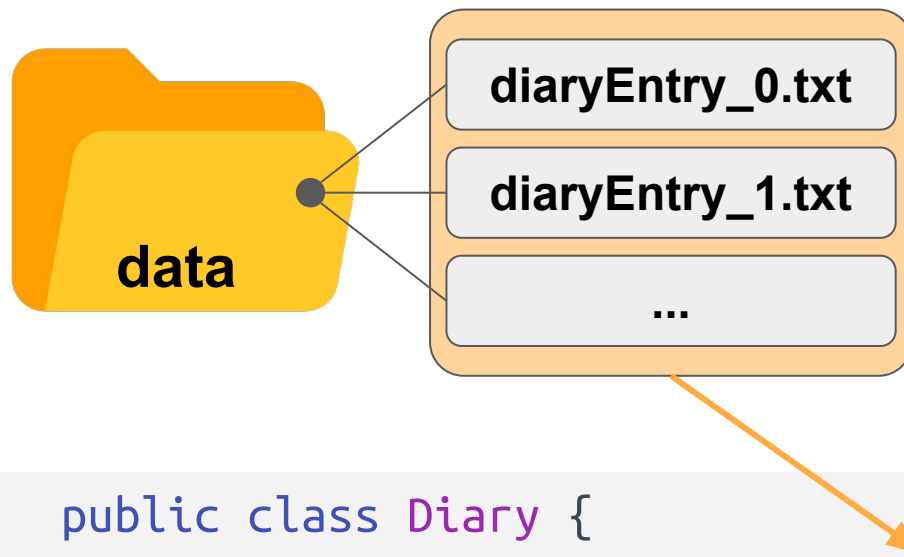 diaryEntry_0.txt
diaryEntry_1.txt
data
...
public class Diary {